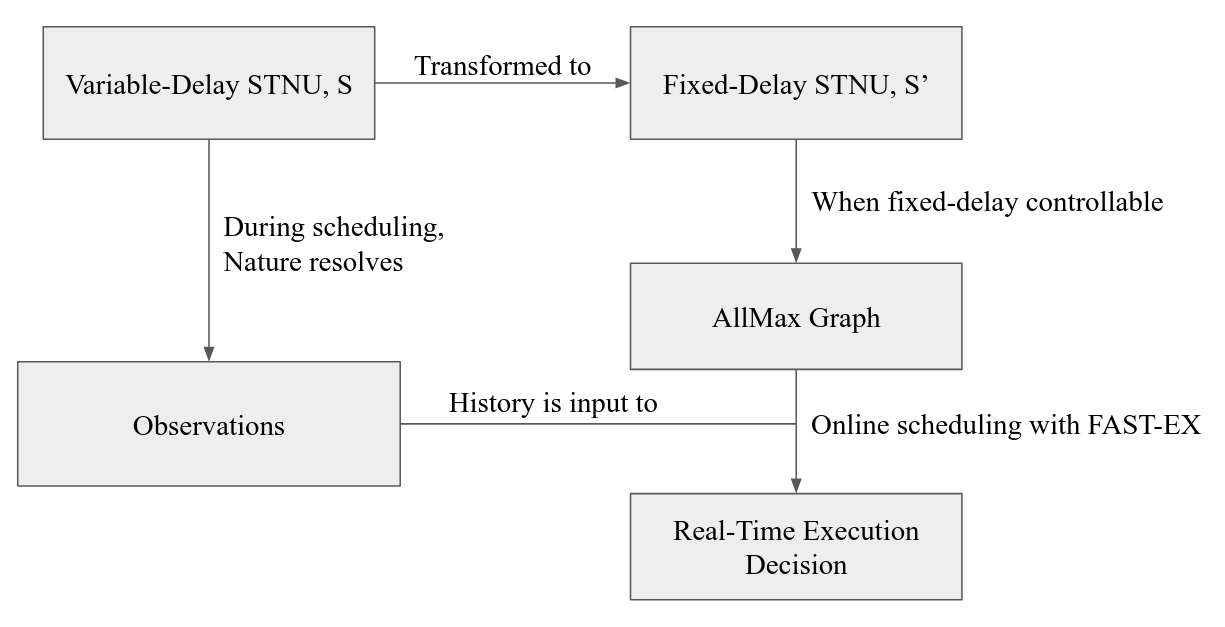 Variable-Delay STNU, S
Transformed to
Fixed-Delay STNU, S’
During scheduling,
Nature resolves
When fixed-delay controllable
AllMax Graph
Observations
History is input to
Online scheduling with FAST-EX
Real-Time Execution
Decision